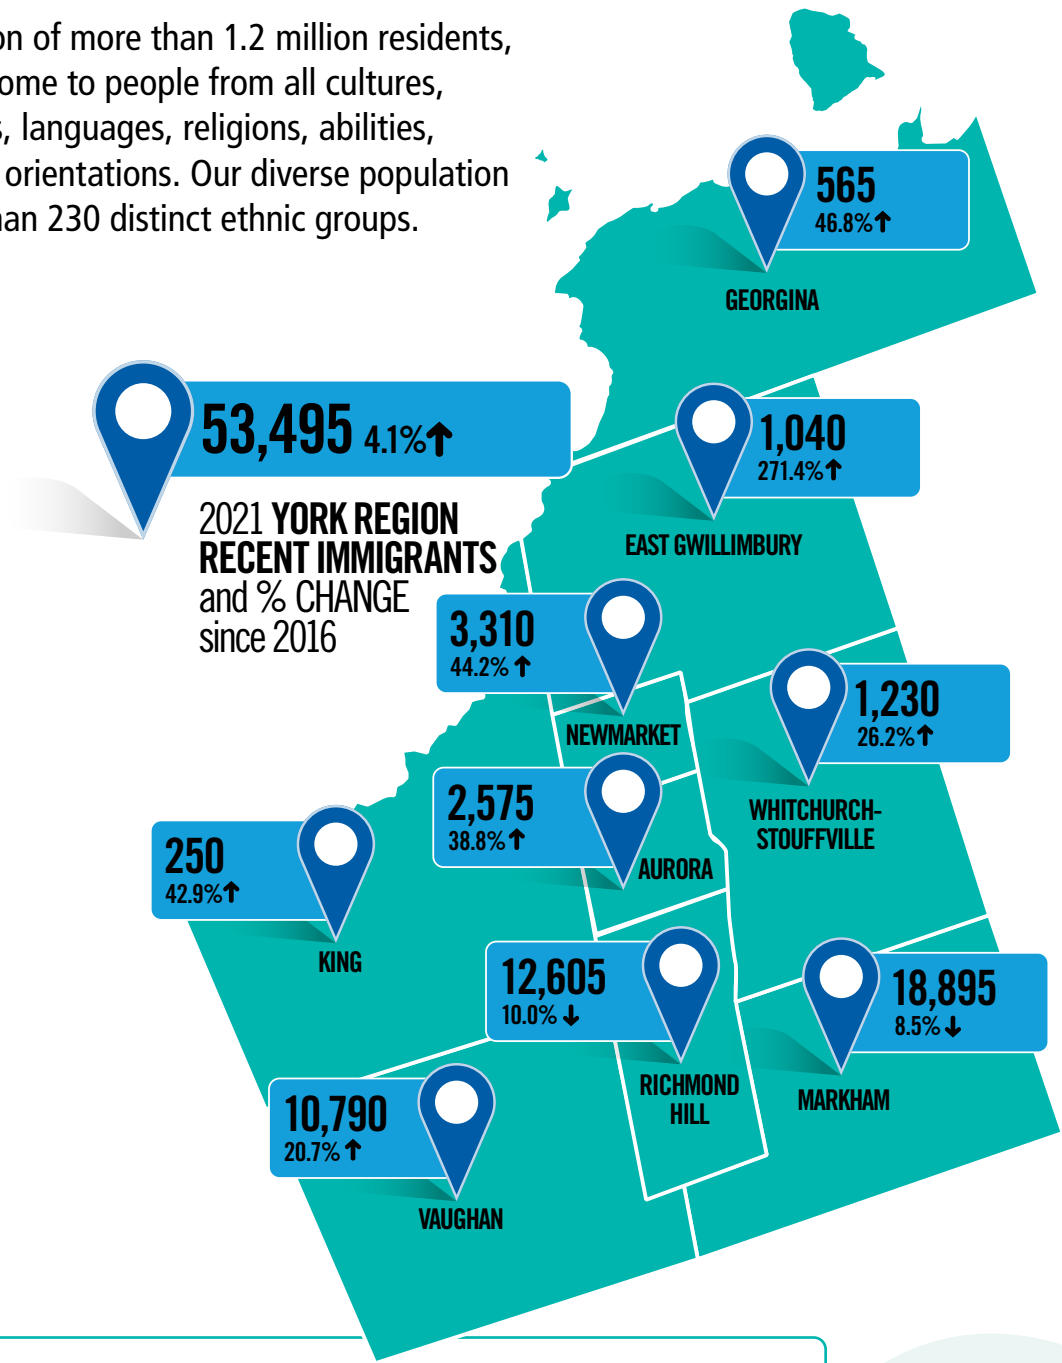 on of more than 1.2 million residents,
ome to people from all cultures,
s, languages, religions, abilities,
orientations. Our diverse population
han 230 distinct ethnic groups.
565
46.8%↑
GEORGINA
53,495 4.1%↑
2021 YORK REGION
RECENT IMMIGRANTS
and % CHANGE
since 2016
1,040
271.4%↑
EAST GWILLIMBURY
3,310
44.2% ↑
NEWMARKET
1,230
26.2%↑
WHITCHURCH-
STOUFFVILLE
2,575
38.8%↑
AURORA
250
42.9%↑
KING
12,605
10.0% ↓
RICHMOND
HILL
18,895
8.5%↓
MARKHAM
10,790
20.7% ↑
VAUGHAN